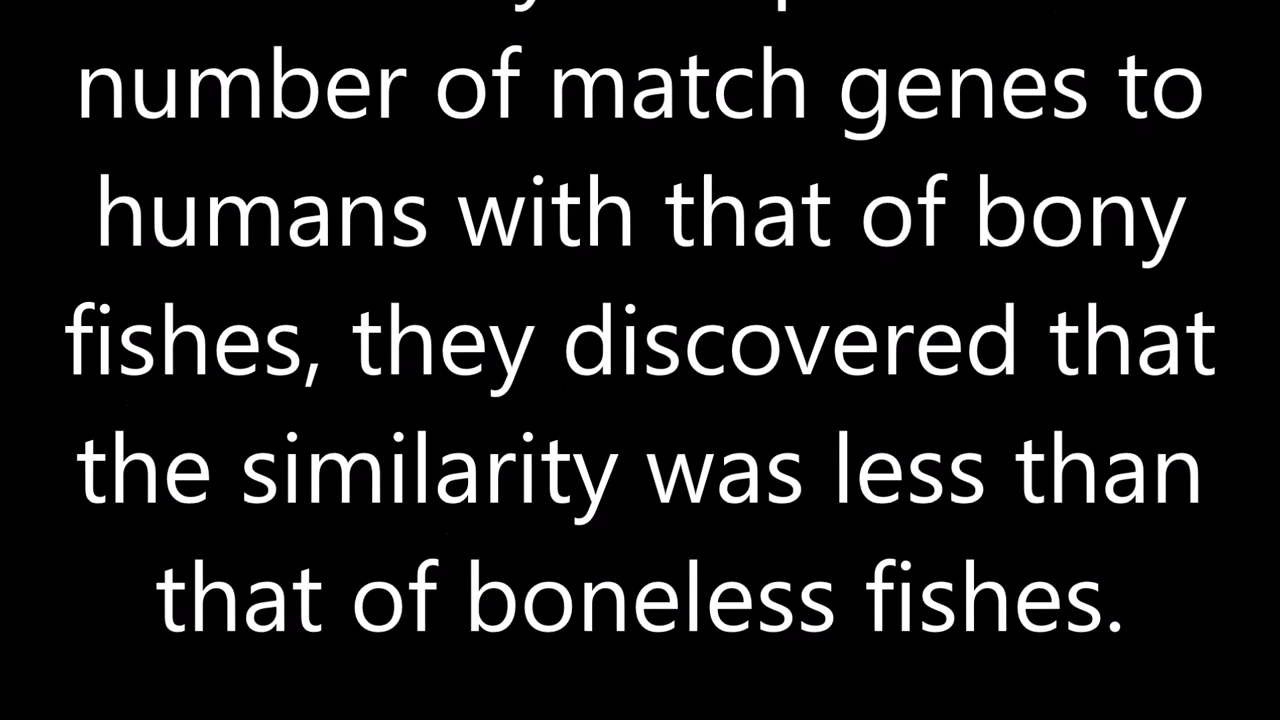 number of match genes to
humans with that of bony
fishes, they discovered that
the similarity was less than
that of boneless fishes.